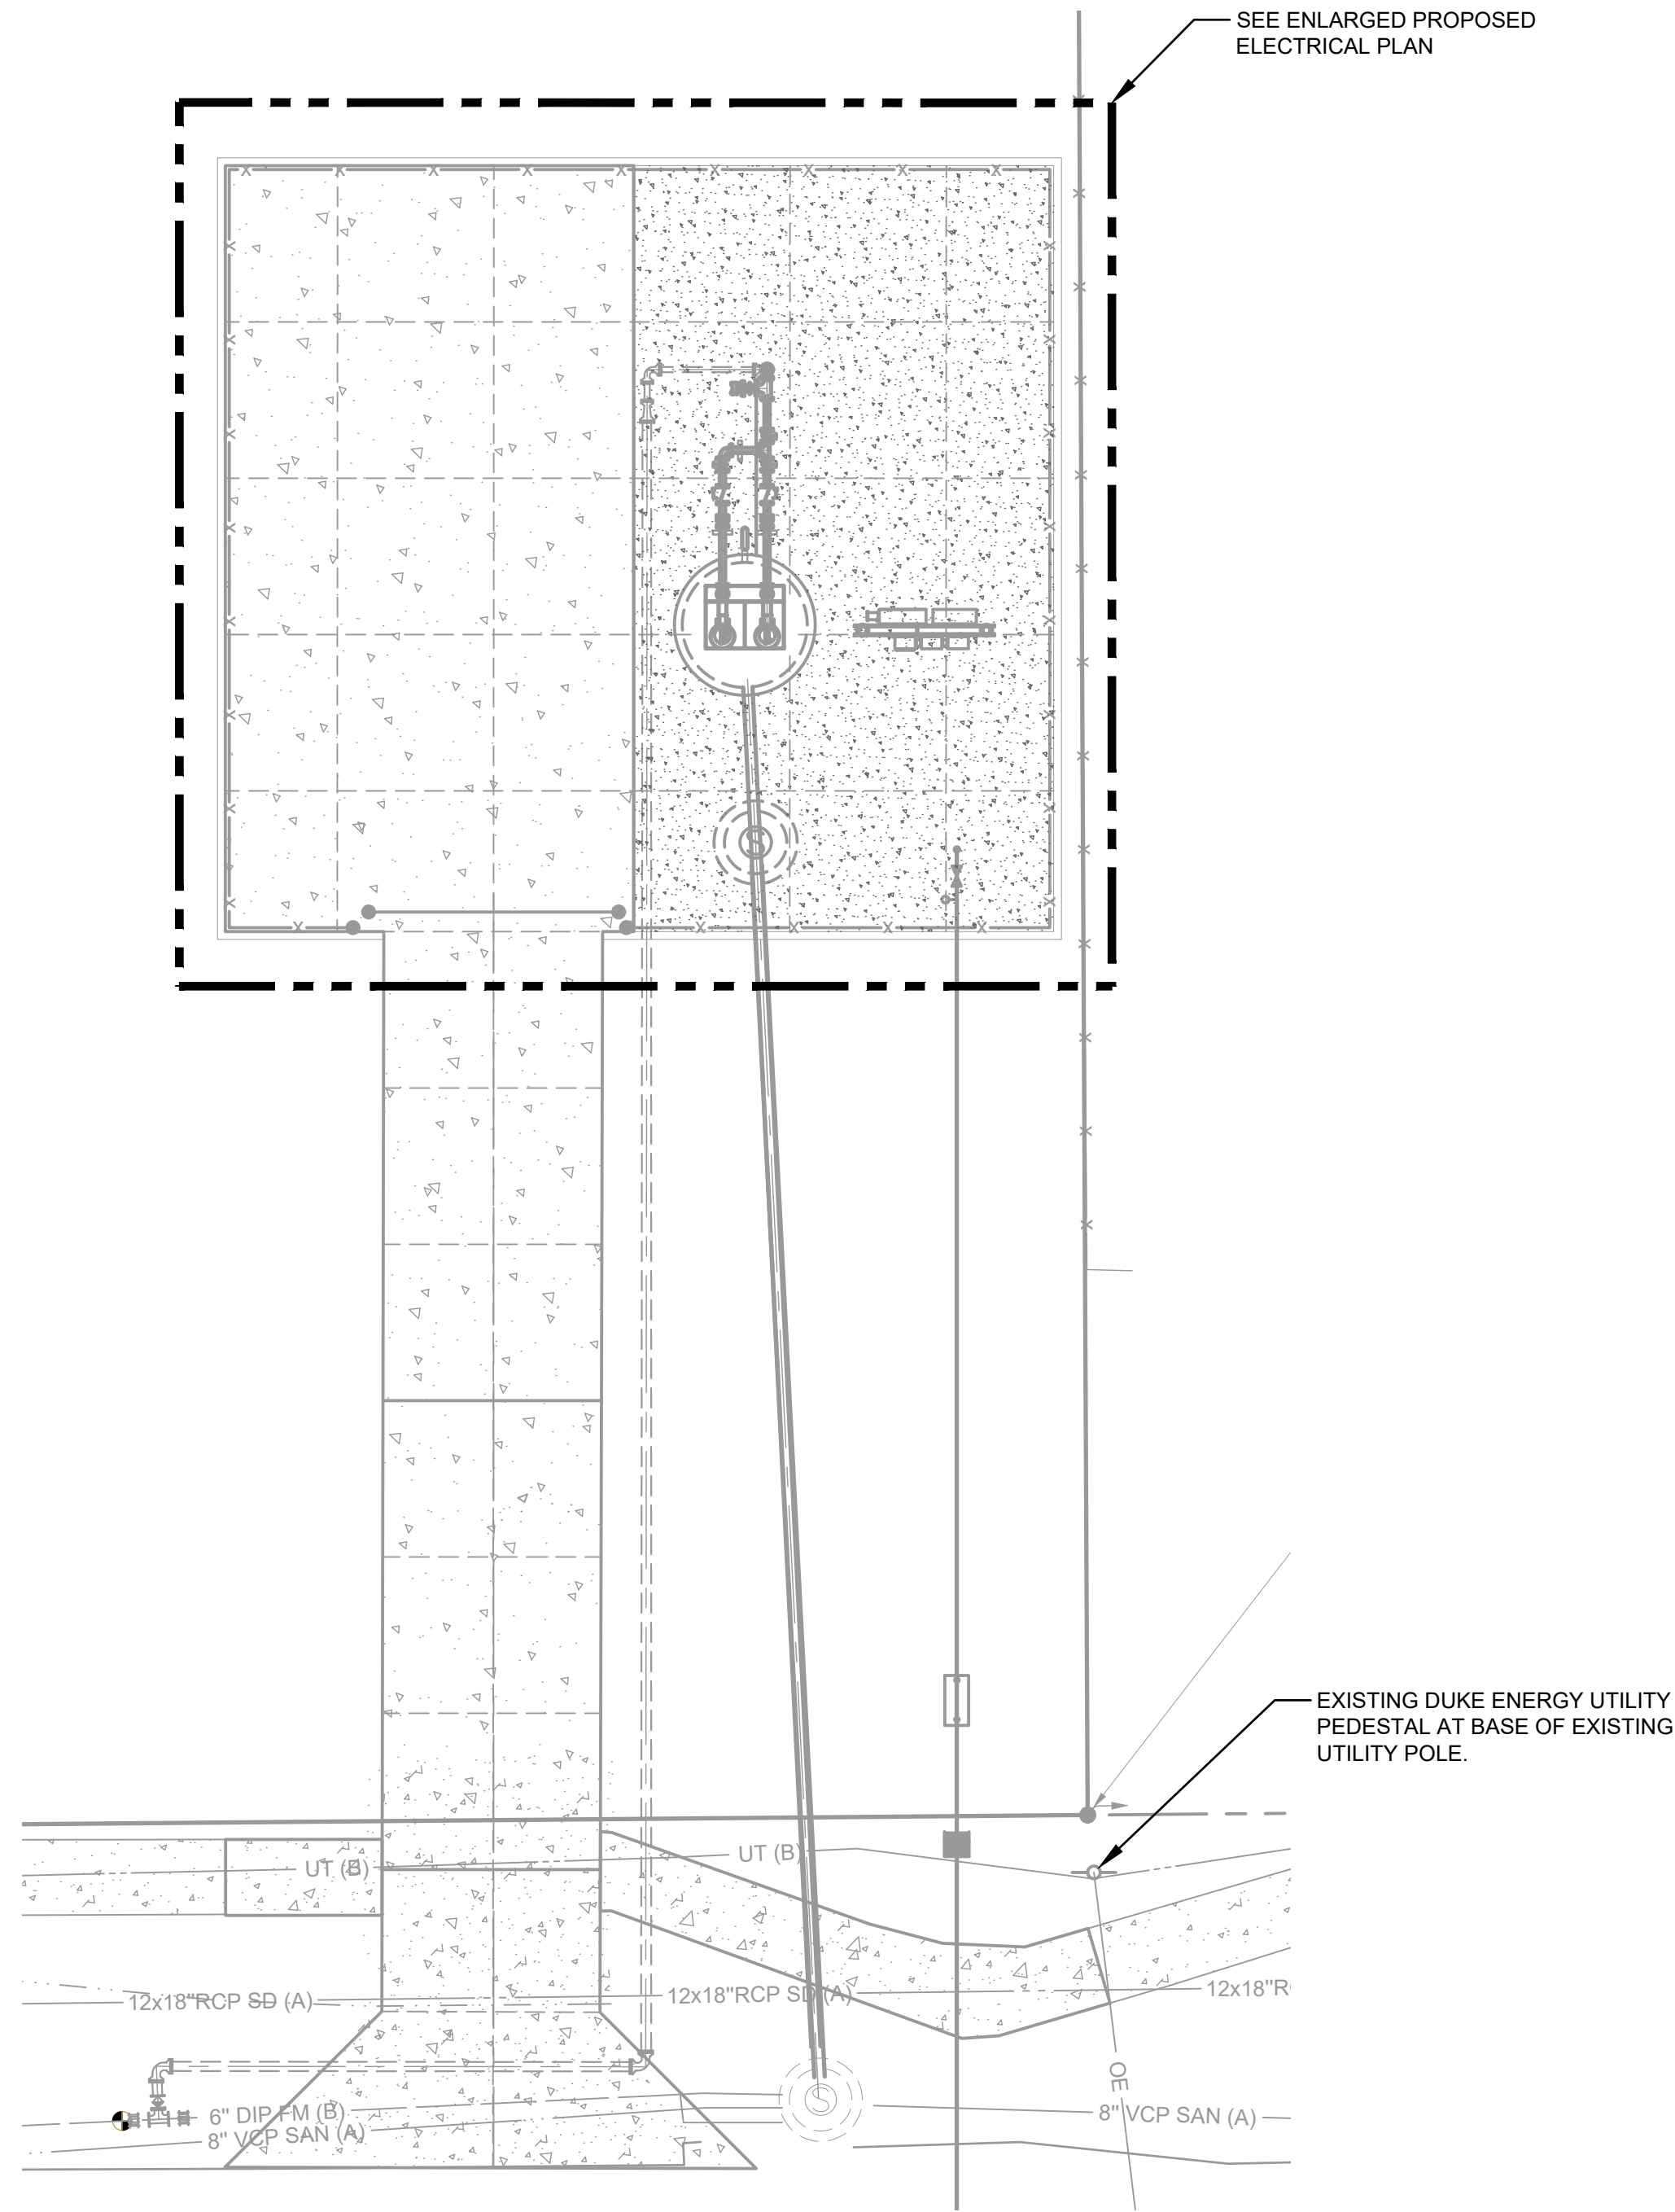 SEE ENLARGED PROPOSED
ELECTRICAL PLAN
EXISTING DUKE ENERGY UTILITY
PEDESTAL AT BASE OF EXISTING
UTILITY POLE.
UT (B)
UT (B)
12x18"RCP SD (A)
12x18"RCP SD (A)
12x18"R
OE
6" DIP FM (B)
8" VCP SAN (A)
8" VCP SAN (A)
S
S